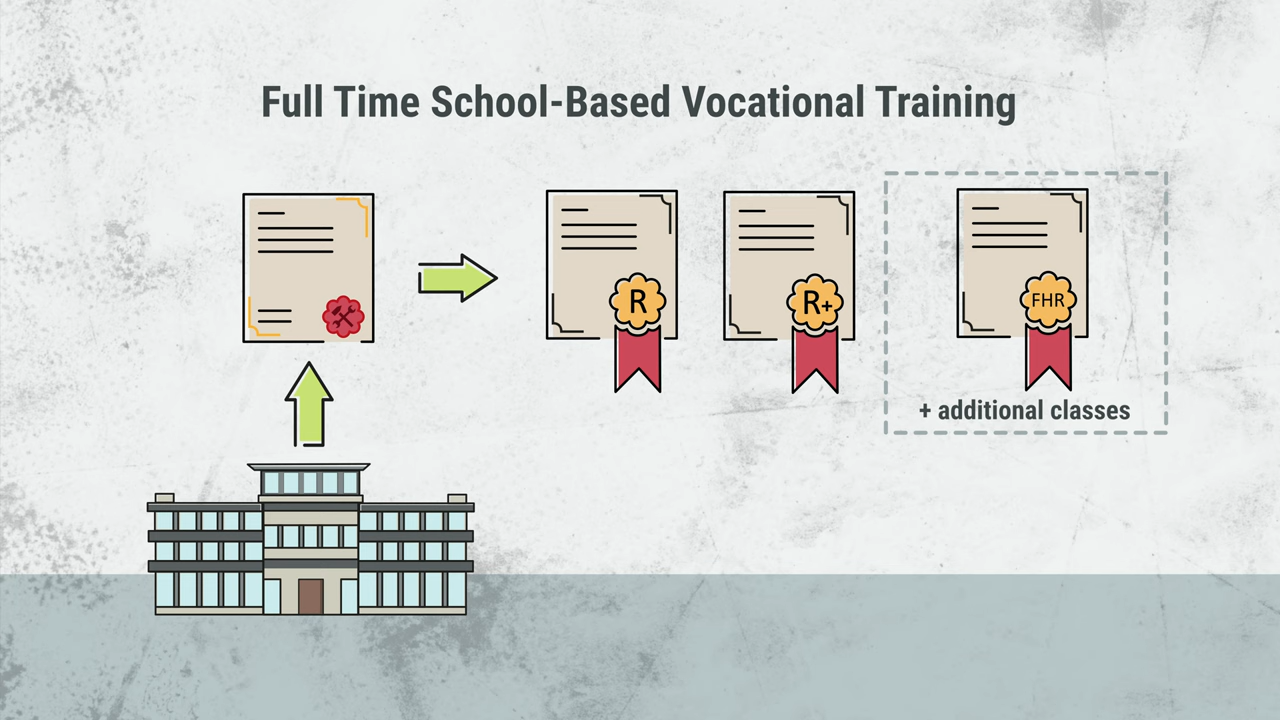 Full Time School-Based Vocational Training
R
R+
FHR
+ additional classes